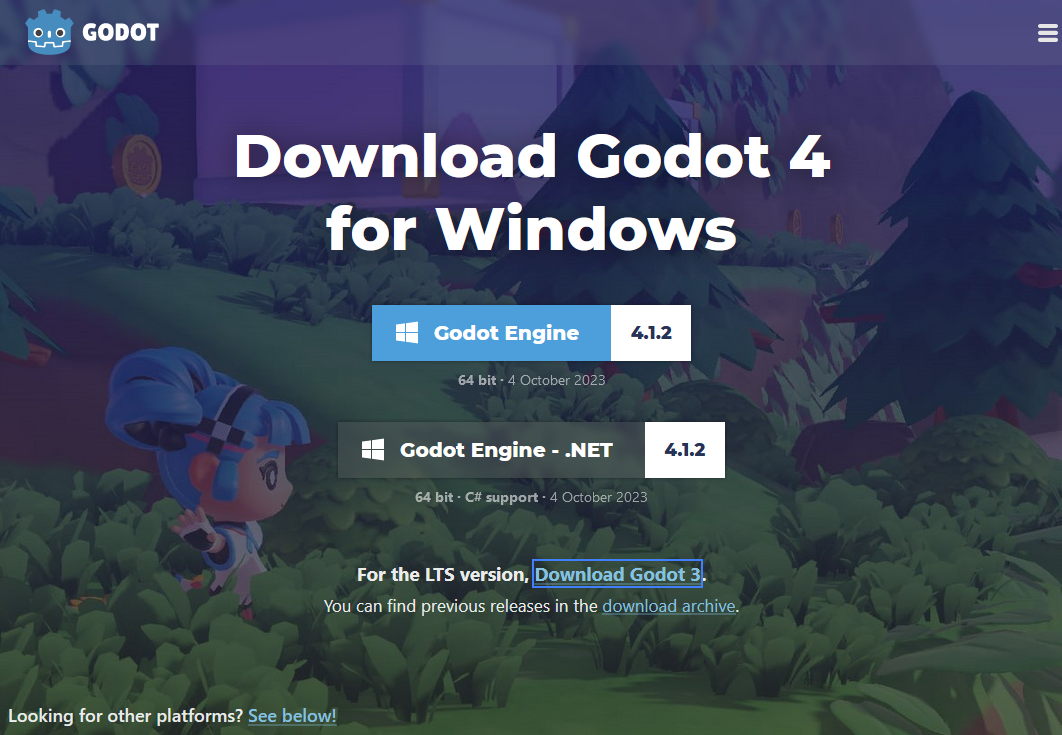 GODOT
Download Godot 4
for Windows
Godot Engine 4.1.2
64 bit · 4 October 2023
Godot Engine - .NET 4.1.2
64 bit · C# support · 4 October 2023
For the LTS version, Download Godot 3.
You can find previous releases in the download archive.
Looking for other platforms? See below!